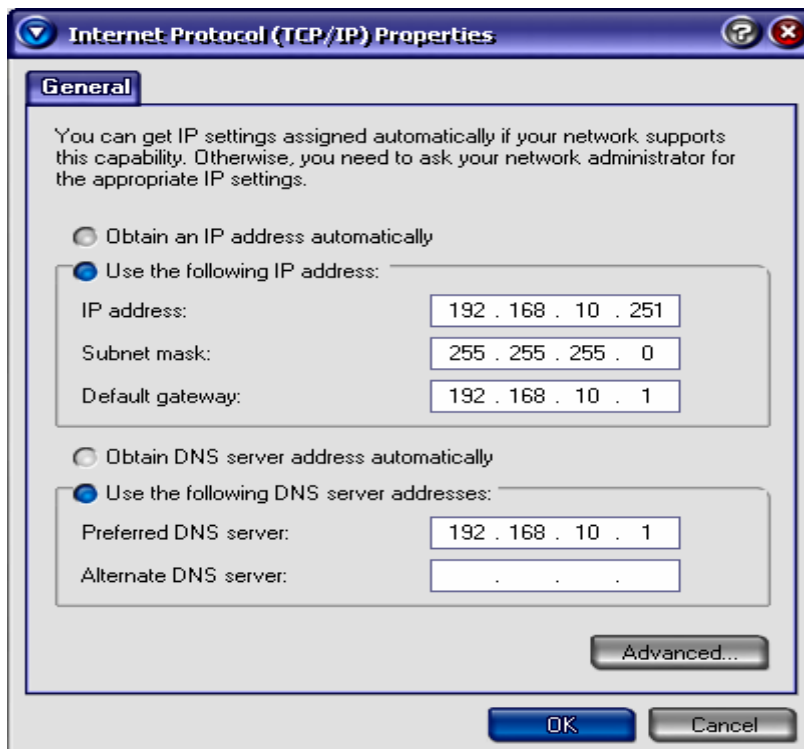 Internet Protocol (TCP/IP) Properties
General
You can get IP settings assigned automatically if your network supports
this capability. Otherwise, you need to ask your network administrator for
the appropriate IP settings.
Obtain an IP address automatically
Use the following IP address:
IP address: 192 . 168 . 10 . 251
Subnet mask: 255 . 255 . 255 . 0
Default gateway: 192 . 168 . 10 . 1
Obtain DNS server address automatically
Use the following DNS server addresses:
Preferred DNS server: 192 . 168 . 10 . 1
Alternate DNS server: . . .
Advanced...
OK Cancel